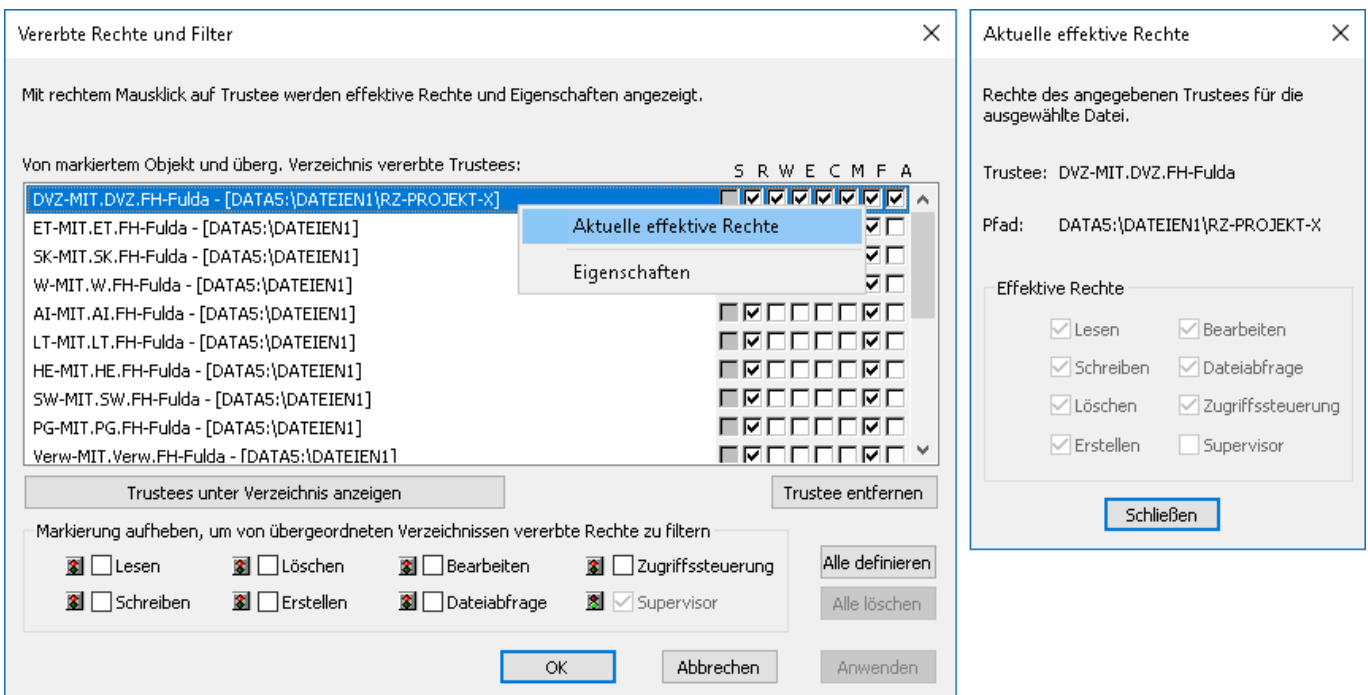 Vererbte Rechte und Filter
Mit rechtem Mausklick auf Trustee werden effektive Rechte und Eigenschaften angezeigt.
Von markiertem Objekt und überg. Verzeichnis vererbte Trustees:
S R W E C M F A
DVZ-MIT.DVZ.FH-Fulda - [DATA5:\DATEIEN1\RZ-PROJEKT-X]
ET-MIT.ET.FH-Fulda - [DATA5:\DATEIEN1]
SK-MIT.SK.FH-Fulda - [DATA5:\DATEIEN1]
W-MIT.W.FH-Fulda - [DATA5:\DATEIEN1]
AI-MIT.AI.FH-Fulda - [DATA5:\DATEIEN1]
LT-MIT.LT.FH-Fulda - [DATA5:\DATEIEN1]
HE-MIT.HE.FH-Fulda - [DATA5:\DATEIEN1]
SW-MIT.SW.FH-Fulda - [DATA5:\DATEIEN1]
PG-MIT.PG.FH-Fulda - [DATA5:\DATEIEN1]
Verw-MIT.Verw.FH-Fulda - [DATA5:\DATEIEN1]
Aktuelle effektive Rechte
Eigenschaften
Trustees unter Verzeichnis anzeigen
Trustee entfernen
Markierung aufheben, um von übergeordneten Verzeichnissen vererbte Rechte zu filtern
Lesen Löschen Bearbeiten Zugriffssteuerung
Schreiben Erstellen Dateiabfrage Supervisor
Alle definieren
Alle löschen
OK Abbrechen Anwenden
Aktuelle effektive Rechte
Rechte des angegebenen Trustees für die
ausgewählte Datei.
Trustee: DVZ-MIT.DVZ.FH-Fulda
Pfad: DATA5:\DATEIEN1\RZ-PROJEKT-X
Effektive Rechte
Lesen Bearbeiten
Schreiben Dateiabfrage
Löschen Zugriffssteuerung
Erstellen Supervisor
Schließen